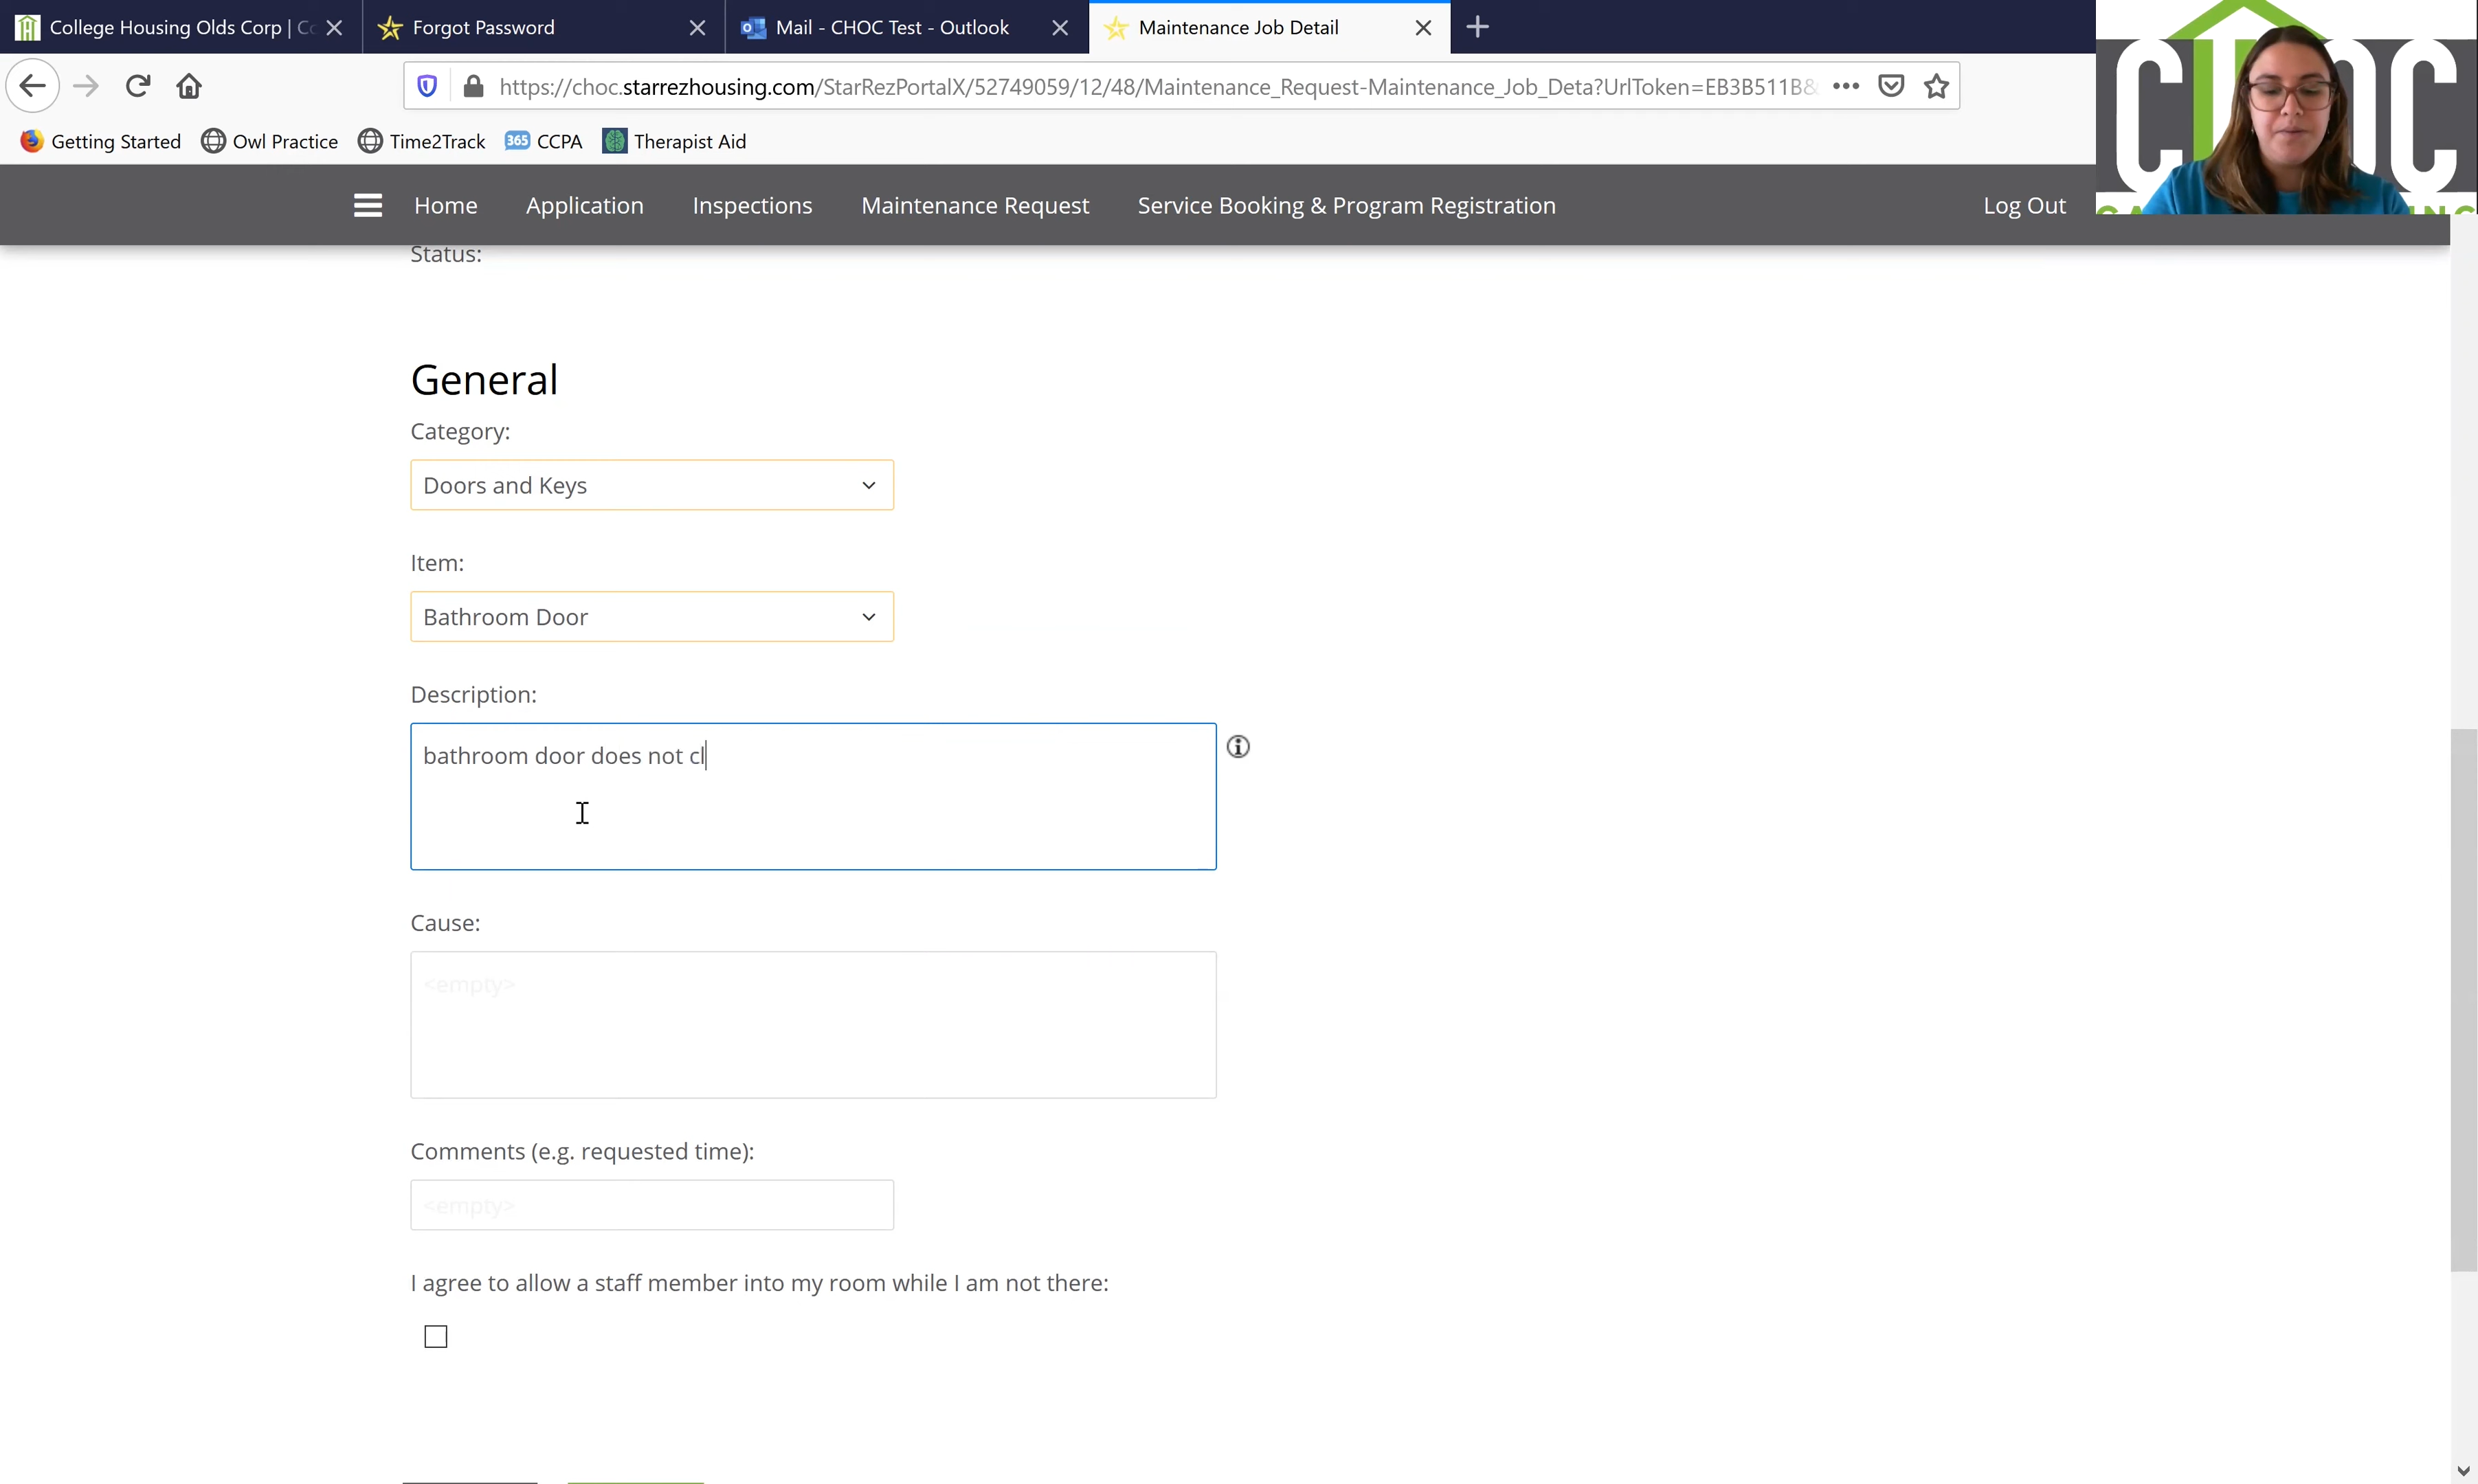 College Housing Olds Corp | Co
Forgot Password
Mail - CHOC Test - Outlook
Maintenance Job Detail
https://choc.starrezhousing.com/StarRezPortalX/52749059/12/48/Maintenance_Request-Maintenance_Job_Deta?UrlToken=EB3B511B&
Getting Started
Owl Practice
Time2Track
365 CCPA
Therapist Aid
Home
Application
Inspections
Maintenance Request
Service Booking & Program Registration
Log Out
Status:
General
Category:
Doors and Keys
Item:
Bathroom Door
Description:
bathroom door does not cl
Cause:
<empty>
Comments (e.g. requested time):
<empty>
I agree to allow a staff member into my room while I am not there: